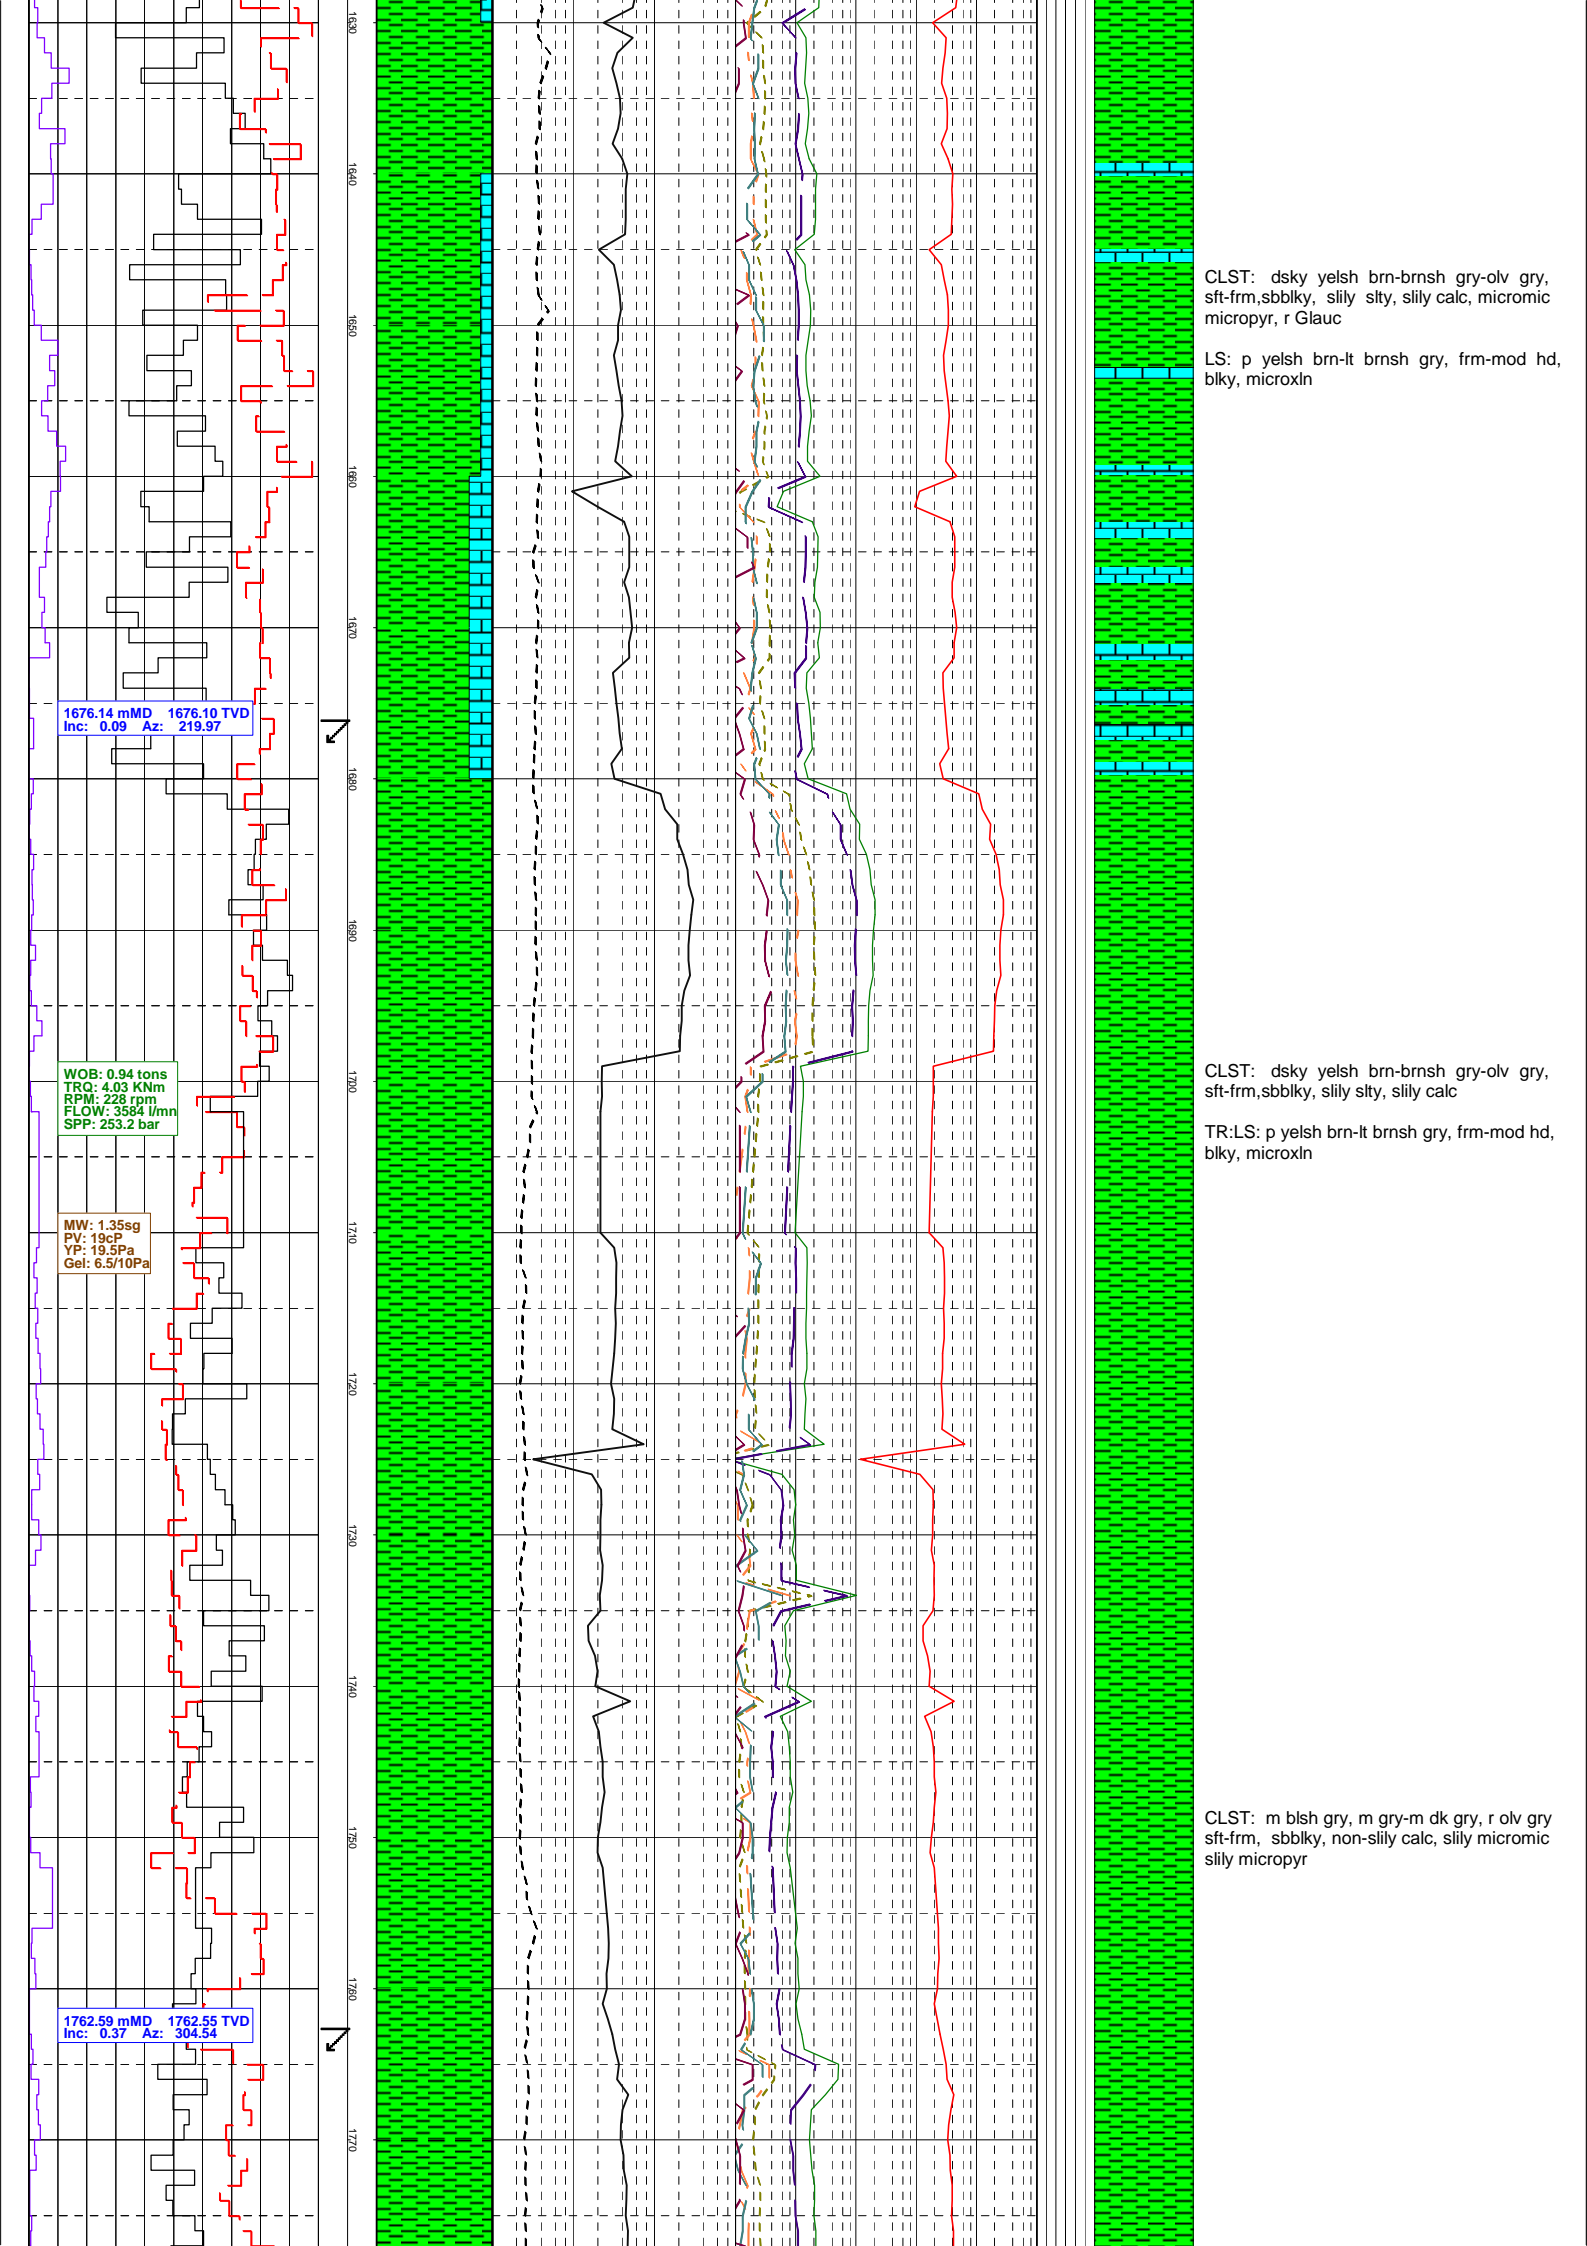 1630
1640
CLST: dsky yelsh brn-brnsh gry-olv gry,
sft-frm,sbblky, slily slty, slily calc, micromic
micropyr, r Glauc
1650
LS: p yelsh brn-lt brnsh gry, frm-mod hd,
blky, microxln
1660
1670
1676.14 mMD 1676.10 TVD
Inc: 0.09 Az: 219.97
1680
1690
WOB: 0.94 tons
TRQ: 4.03 KNm
RPM: 228 rpm
FLOW: 3584 l/mn
SPP: 253.2 bar
1700
CLST: dsky yelsh brn-brnsh gry-olv gry,
sft-frm,sbblky, slily slty, slily calc
TR:LS: p yelsh brn-lt brnsh gry, frm-mod hd,
blky, microxln
MW: 1.35sg
PV: 19cP
YP: 19.5Pa
Gel: 6.5/10Pa
1710
1720
1730
1740
CLST: m blsh gry, m gry-m dk gry, r olv gry
sft-frm, sbblky, non-slily calc, slily micromic
slily micropyr
1750
1760
1762.59 mMD 1762.55 TVD
Inc: 0.37 Az: 304.54
1770